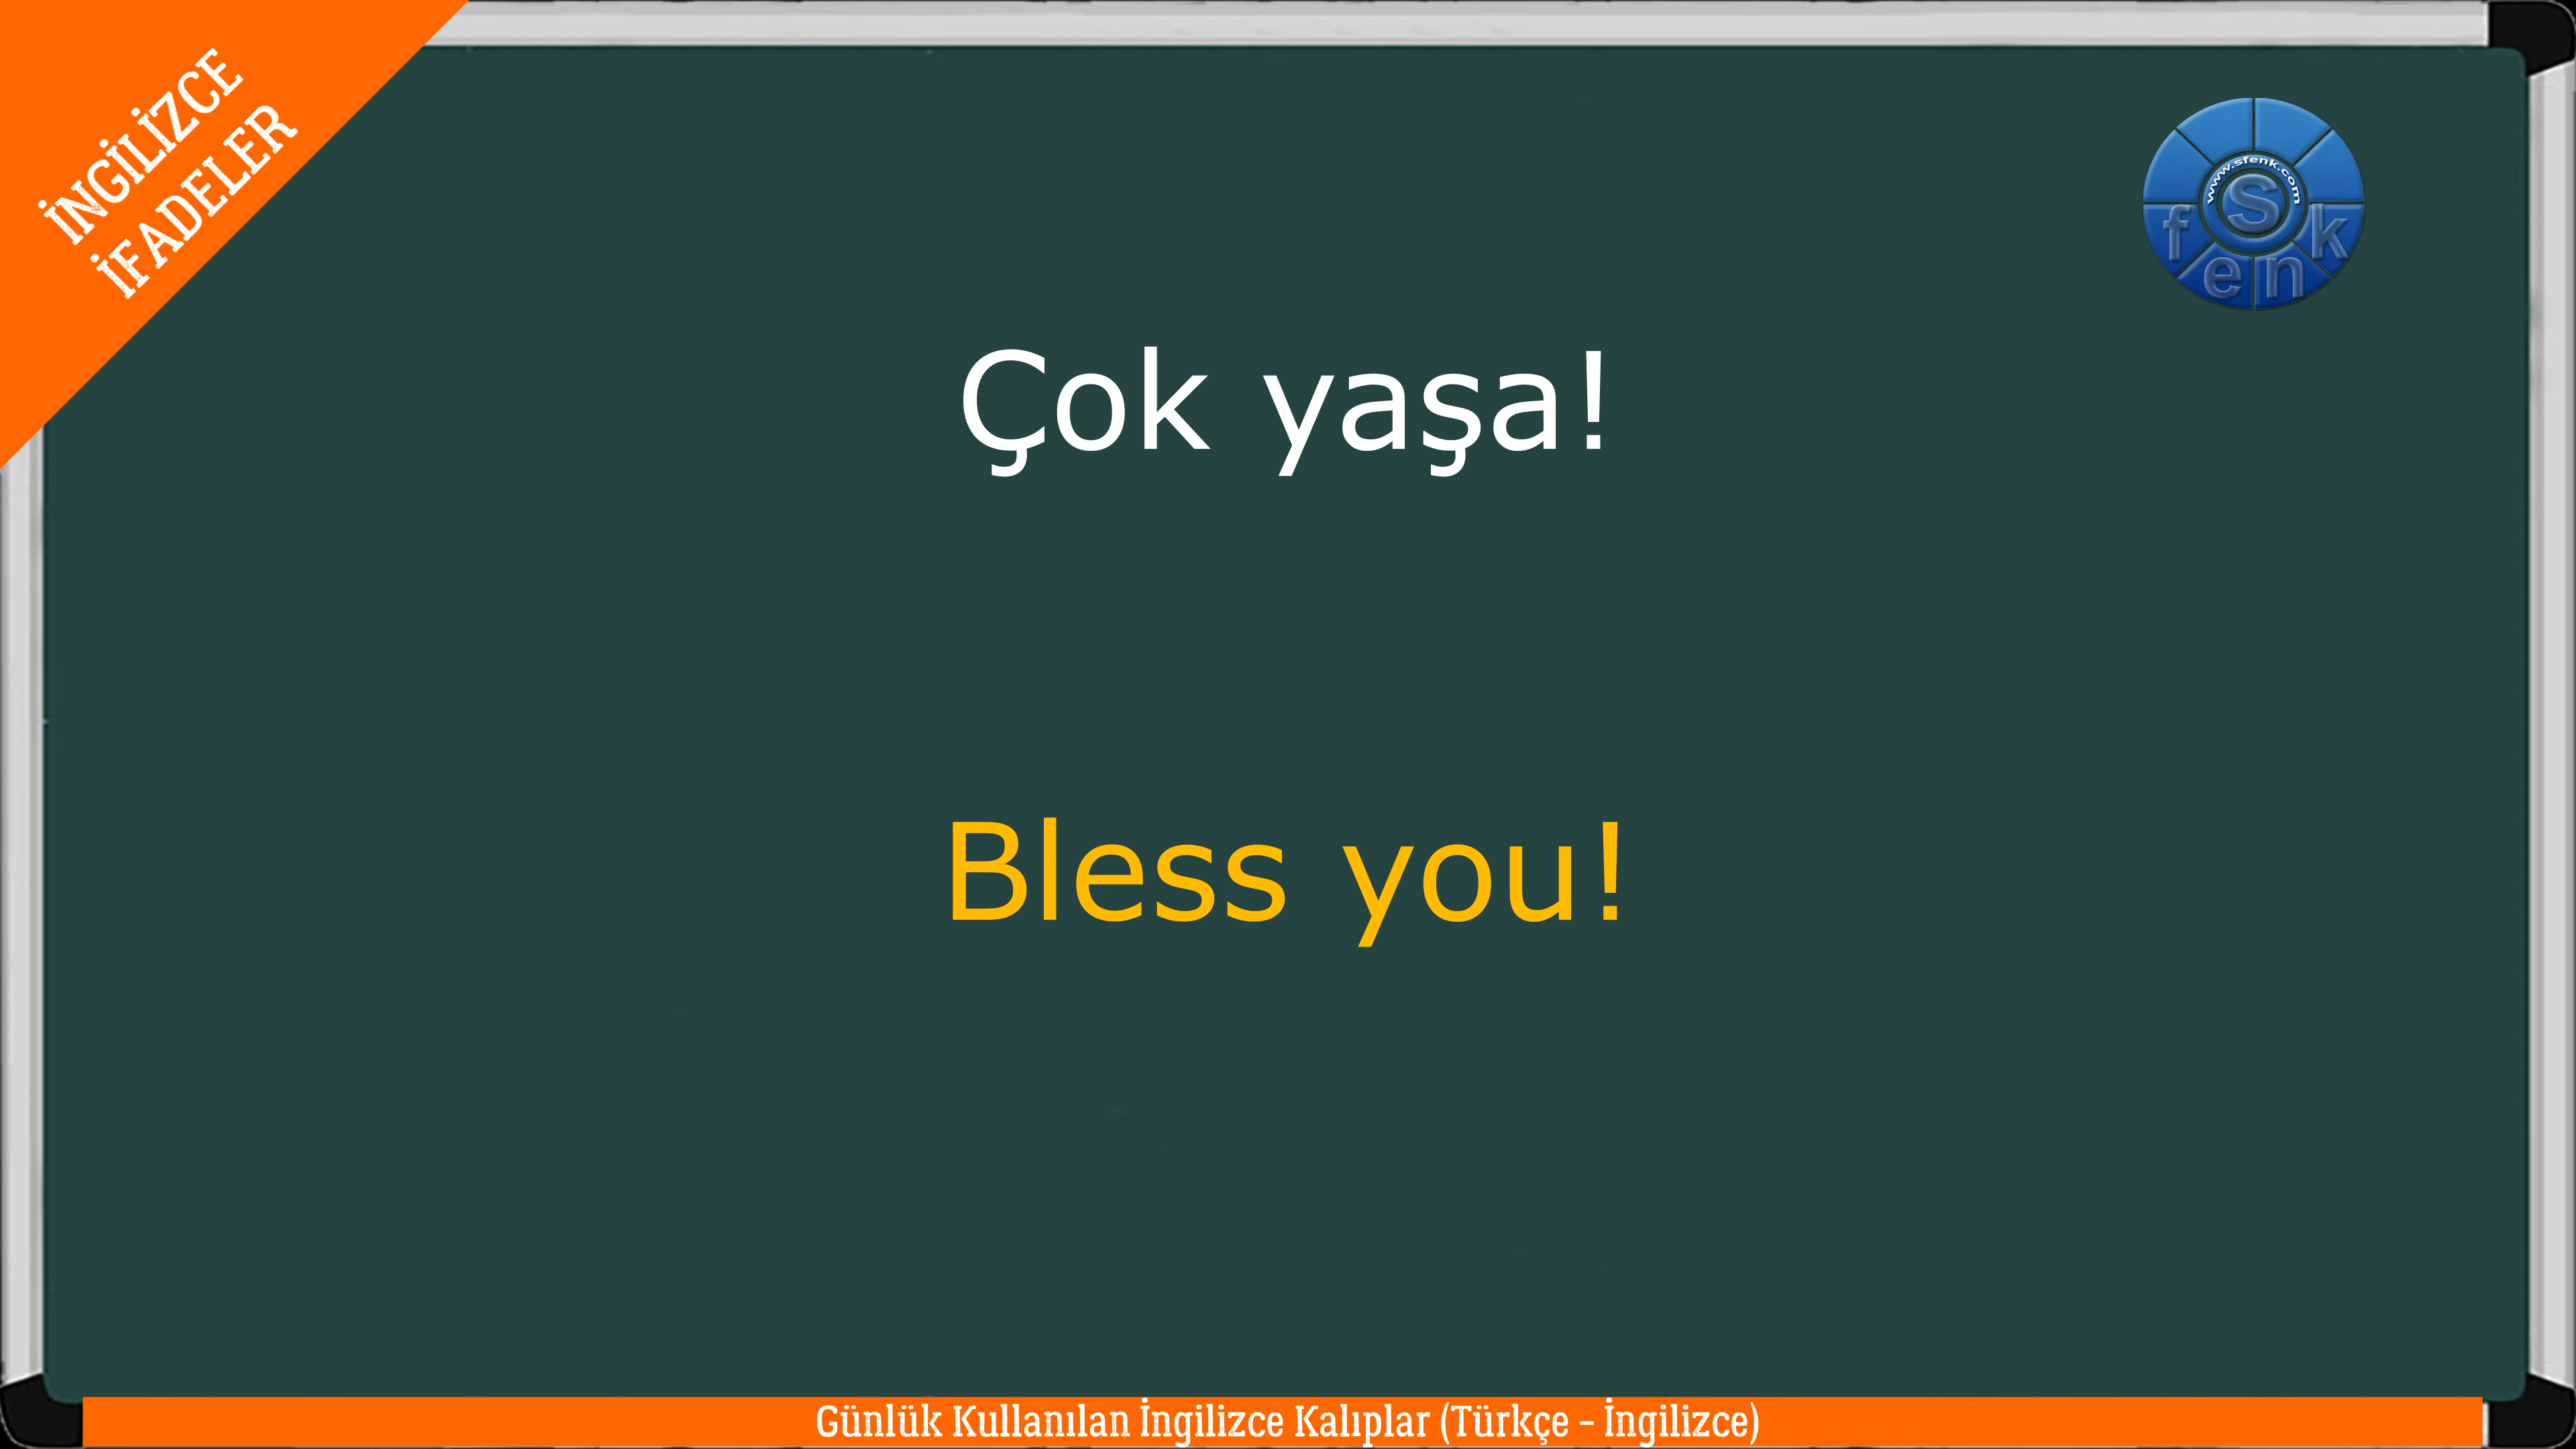 İNGİLİZCE
İFADELER
www.sfenk.com
S
f e n k
Çok yaşa!
Bless you!
Günlük Kullanılan İngilizce Kalıplar (Türkçe – İngilizce)